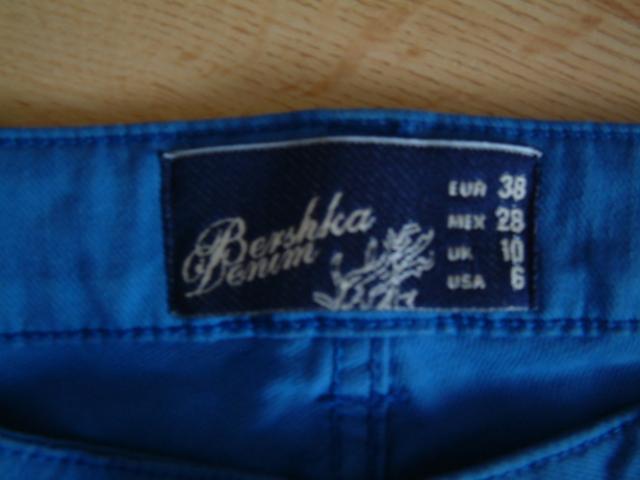 Bershka
Denim
EUR 38
MEX 28
UK 10
USA 6